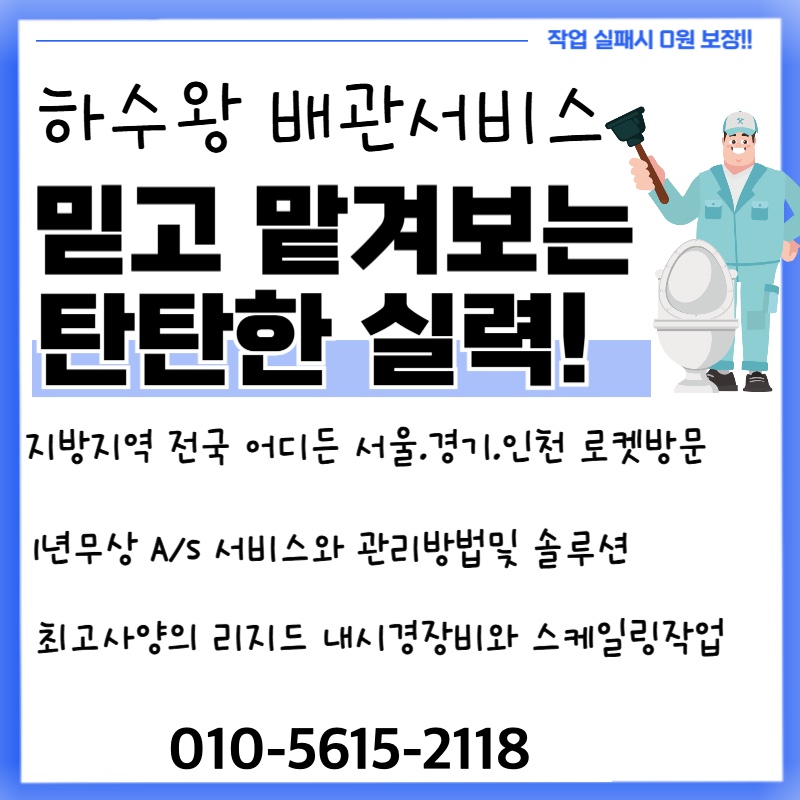 작업 실패시 0원 보장!!
하수왕 배관서비스
믿고 맡겨보는
탄탄한 실력!
지방지역 전국 어디든 서울.경기.인천 로켓방문
1년무상 A/S 서비스와 관리방법및 솔루션
최고사양의 리지드 내시경장비와 스케일링작업
010-5615-2118